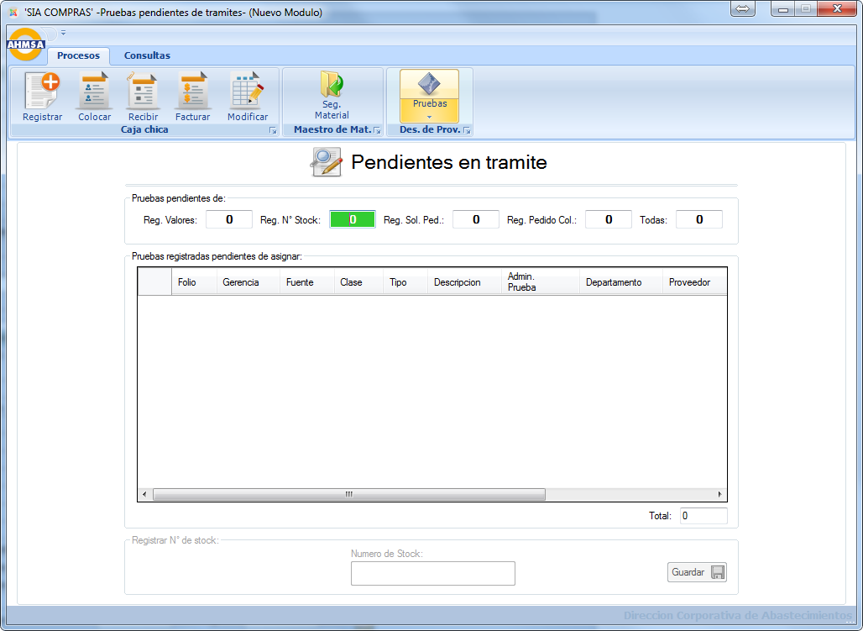 'SIA COMPRAS' -Pruebas pendientes de tramites- (Nuevo Modulo)
AHMSA
Procesos Consultas
Registrar Colocar Recibir Facturar Modificar Seg. Material Pruebas
Caja chica Maestro de Mat. Des. de Prov.
Pendientes en tramite
Pruebas pendientes de:
Reg. Valores: 0 Reg. N° Stock: 0 Reg. Sol. Ped.: 0 Reg. Pedido Col.: 0 Todas: 0
Pruebas registradas pendientes de asignar:
Folio Gerencia Fuente Clase Tipo Descripcion Admin. Prueba Departamento Proveedor
Total: 0
Registrar N° de stock:
Numero de Stock:
Guardar
Direccion Corporativa de Abastecimientos